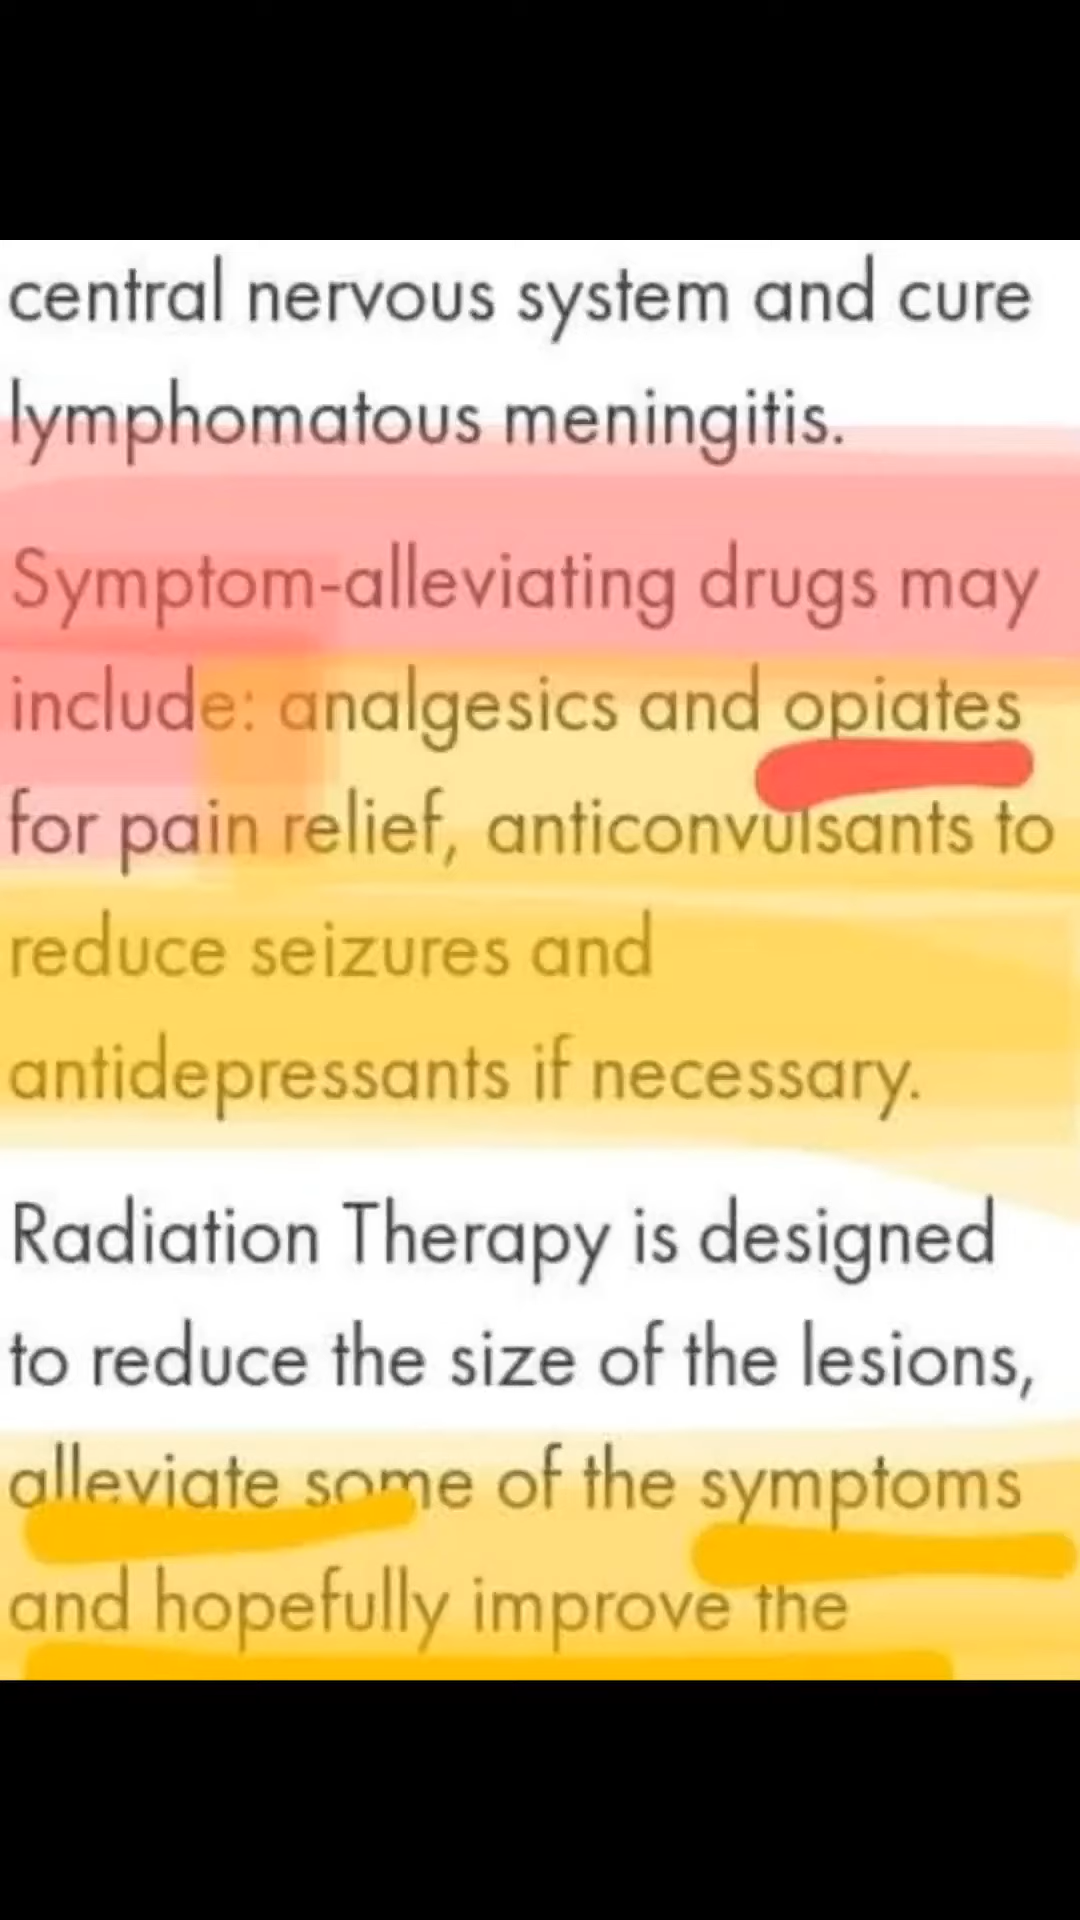 central nervous system and cure
lymphomatous meningitis.
Symptom-alleviating drugs may
include: analgesics and opiates
for pain relief, anticonvulsants to
reduce seizures and
antidepressants if necessary.
Radiation Therapy is designed
to reduce the size of the lesions,
alleviate some of the symptoms
and hopefully improve the